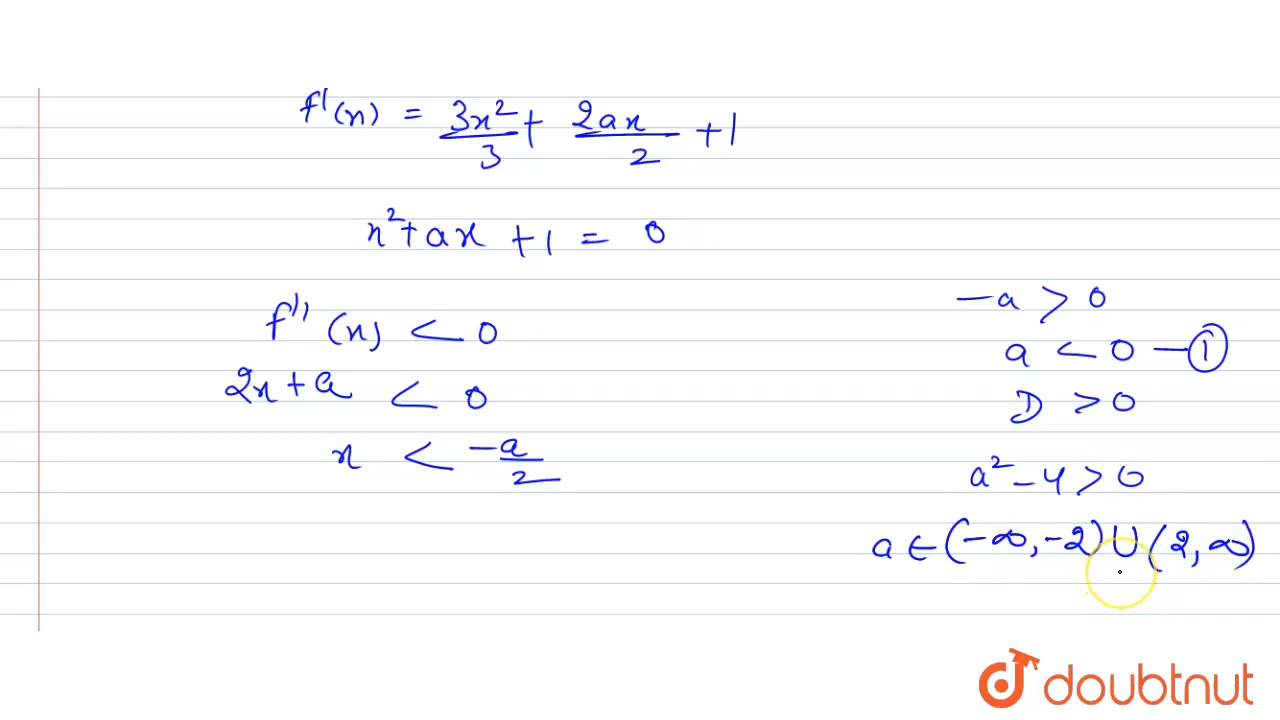 f'(x) = 3x²/3 + 2ax/2 + 1
x² + ax + 1 = 0
f''(x) < 0
2x + a < 0
x < -a/2
-a > 0
a < 0 — ①
D > 0
a² - 4 > 0
a ∈ (-∞, -2) ∪ (2, ∞)
doubtnut